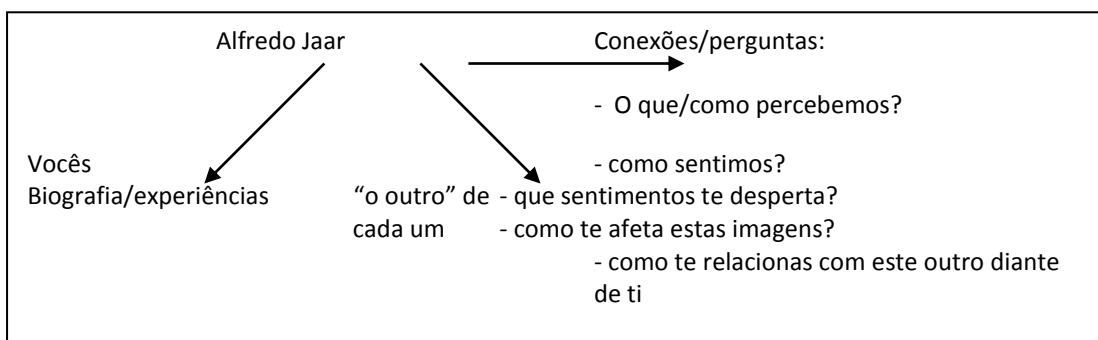 Alfredo Jaar Conexões/perguntas:
- O que/como percebemos?
Vocês - como sentimos?
Biografia/experiências “o outro” de - que sentimentos te desperta?
cada um - como te afeta estas imagens?
- como te relacionas com este outro diante
de ti